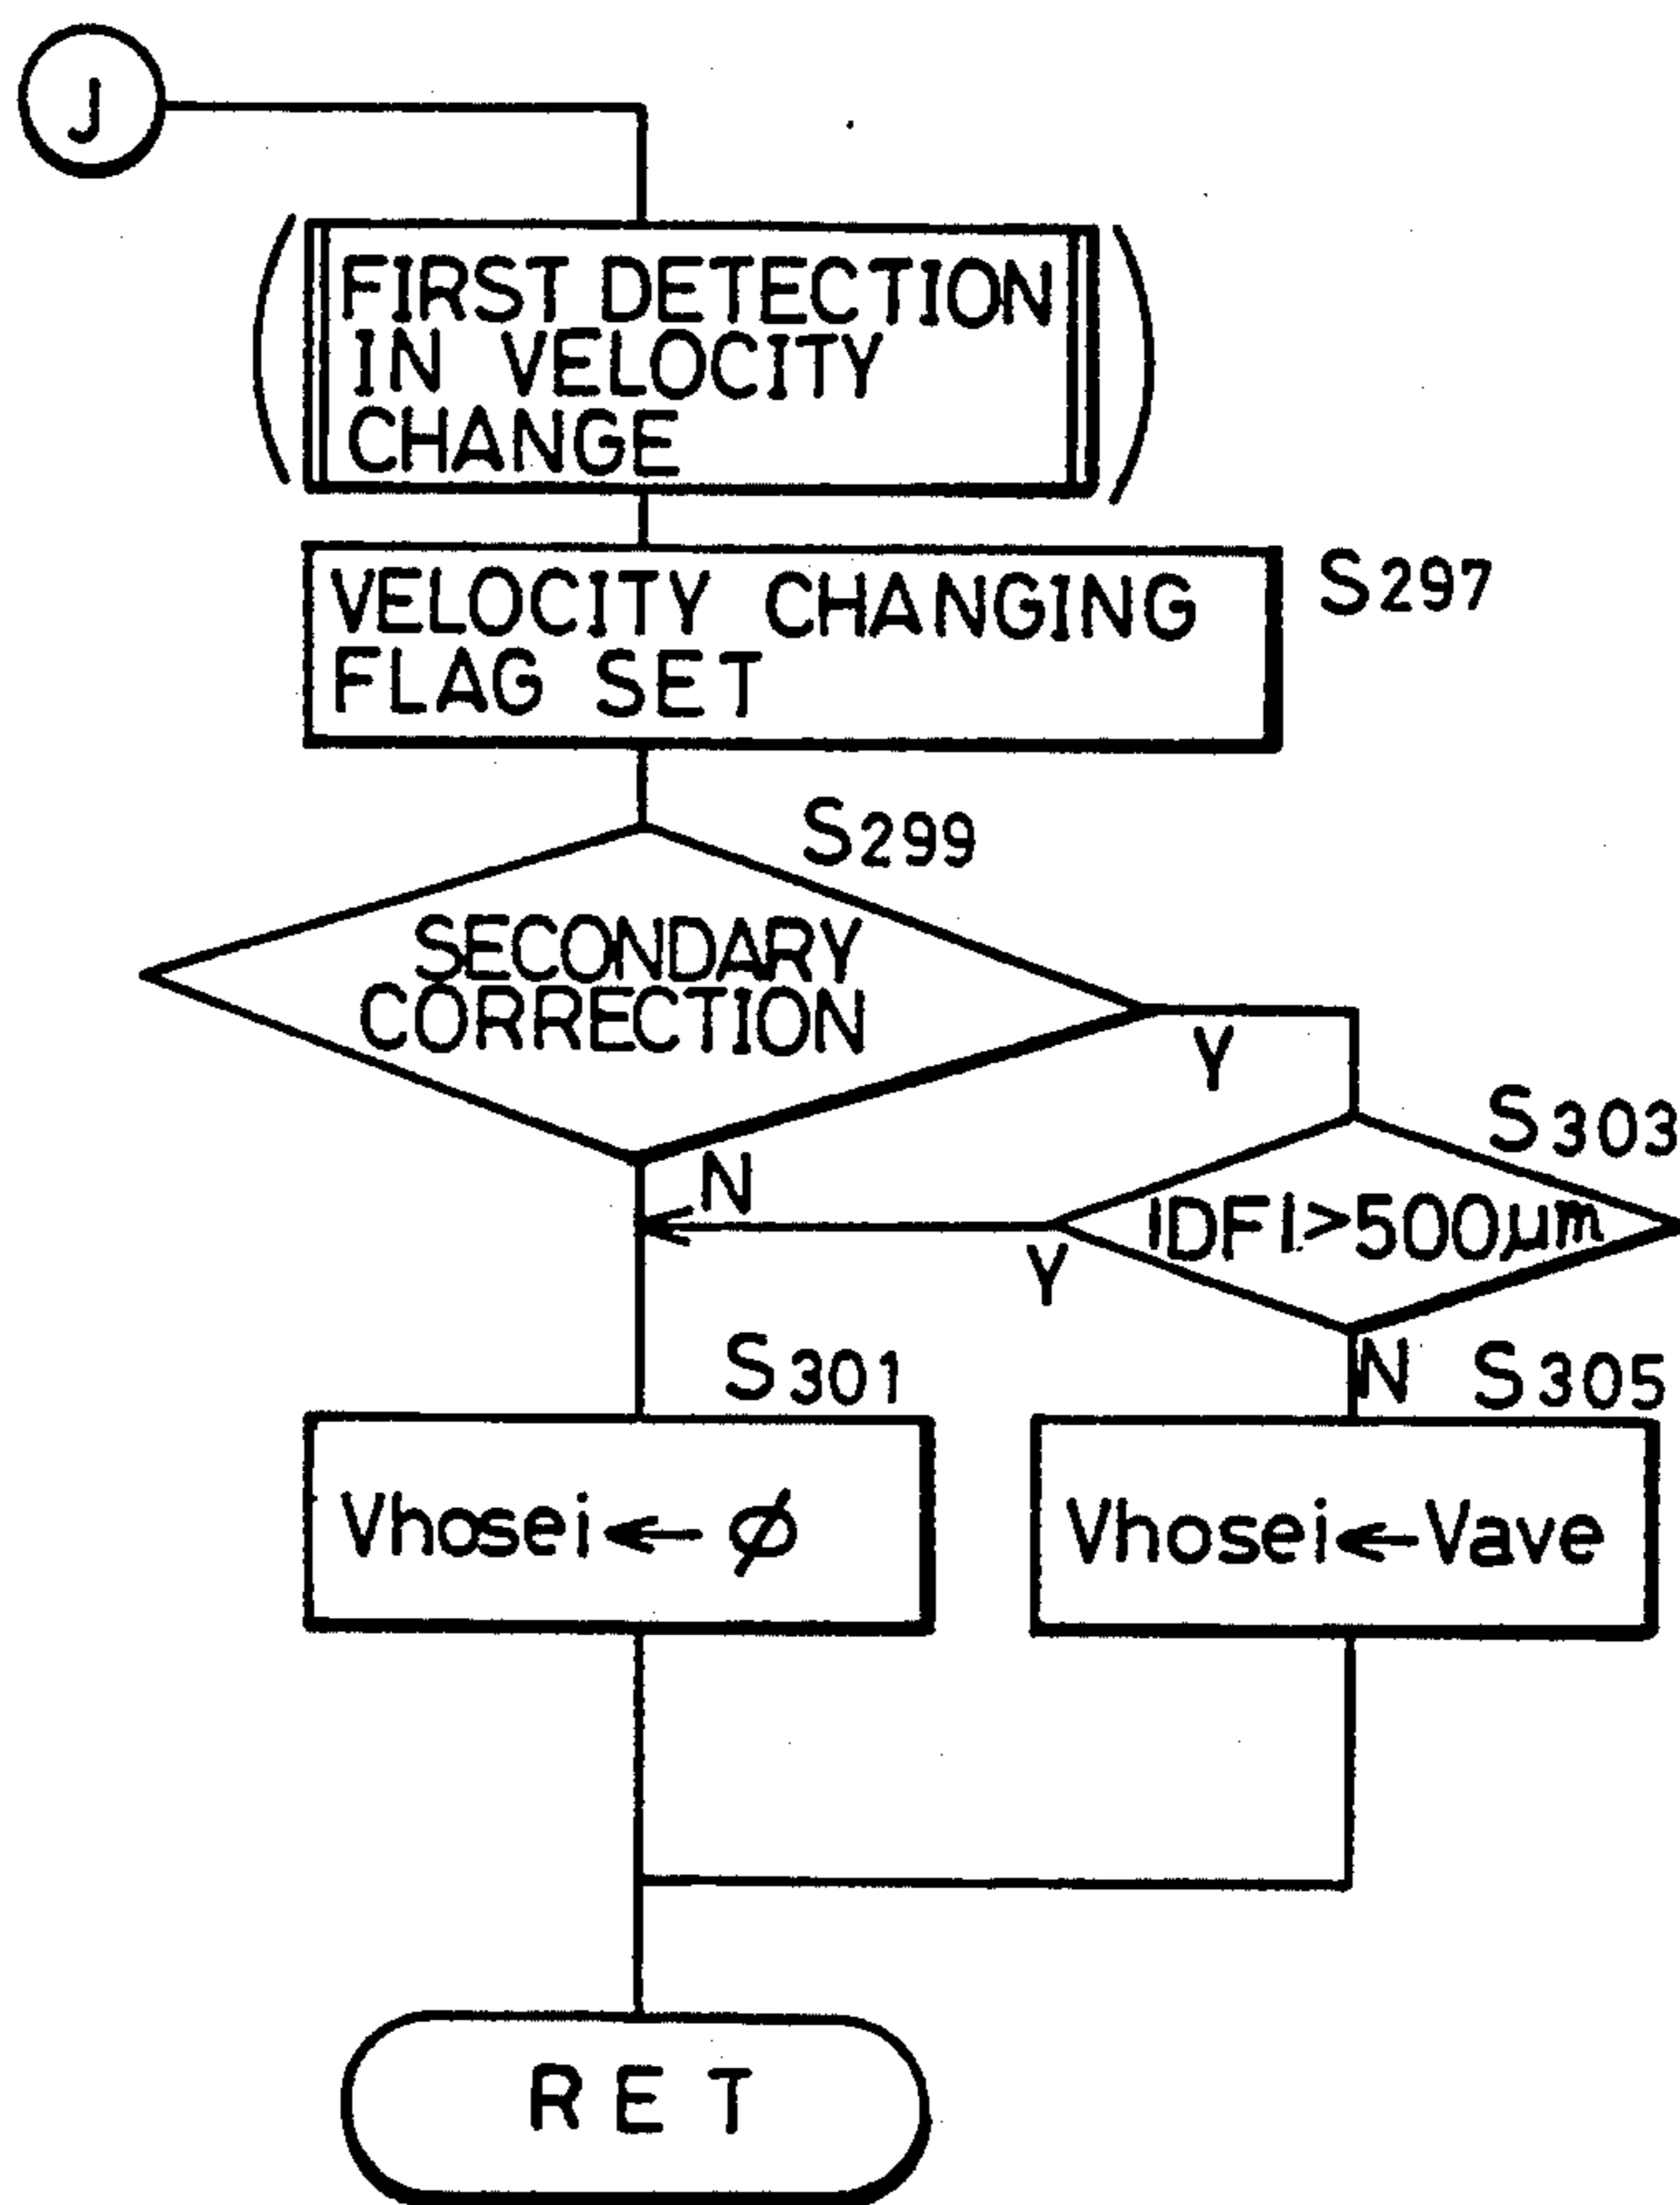 J
FIRST DETECTION
IN VELOCITY
CHANGE
VELOCITY CHANGING
FLAG SET
S297
S299
SECONDARY
CORRECTION
Y
S303
N
|DF|>500μm
Y
S301
N
S305
Vhosei← ∅
Vhosei←Vave
RET